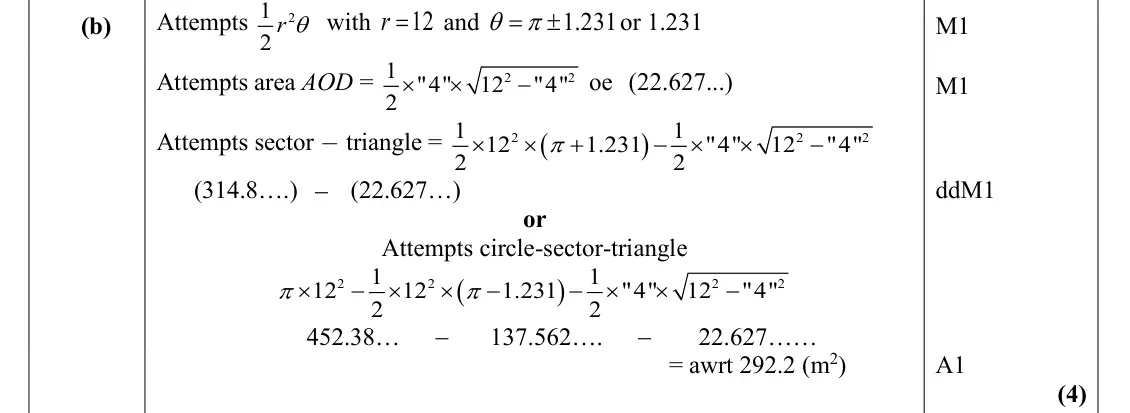 (b) Attempts 1/2 r²θ with r = 12 and θ = π ± 1.231 or 1.231 M1
Attempts area AOD = 1/2 × "4" × √(12² − "4"²) oe (22.627...) M1
Attempts sector − triangle = 1/2 × 12² × (π + 1.231) − 1/2 × "4" × √(12² − "4"²)
(314.8….) – (22.627…) ddM1
or
Attempts circle-sector-triangle
π × 12² − 1/2 × 12² × (π − 1.231) − 1/2 × "4" × √(12² − "4"²)
452.38… – 137.562…. – 22.627……
= awrt 292.2 (m²) A1
(4)